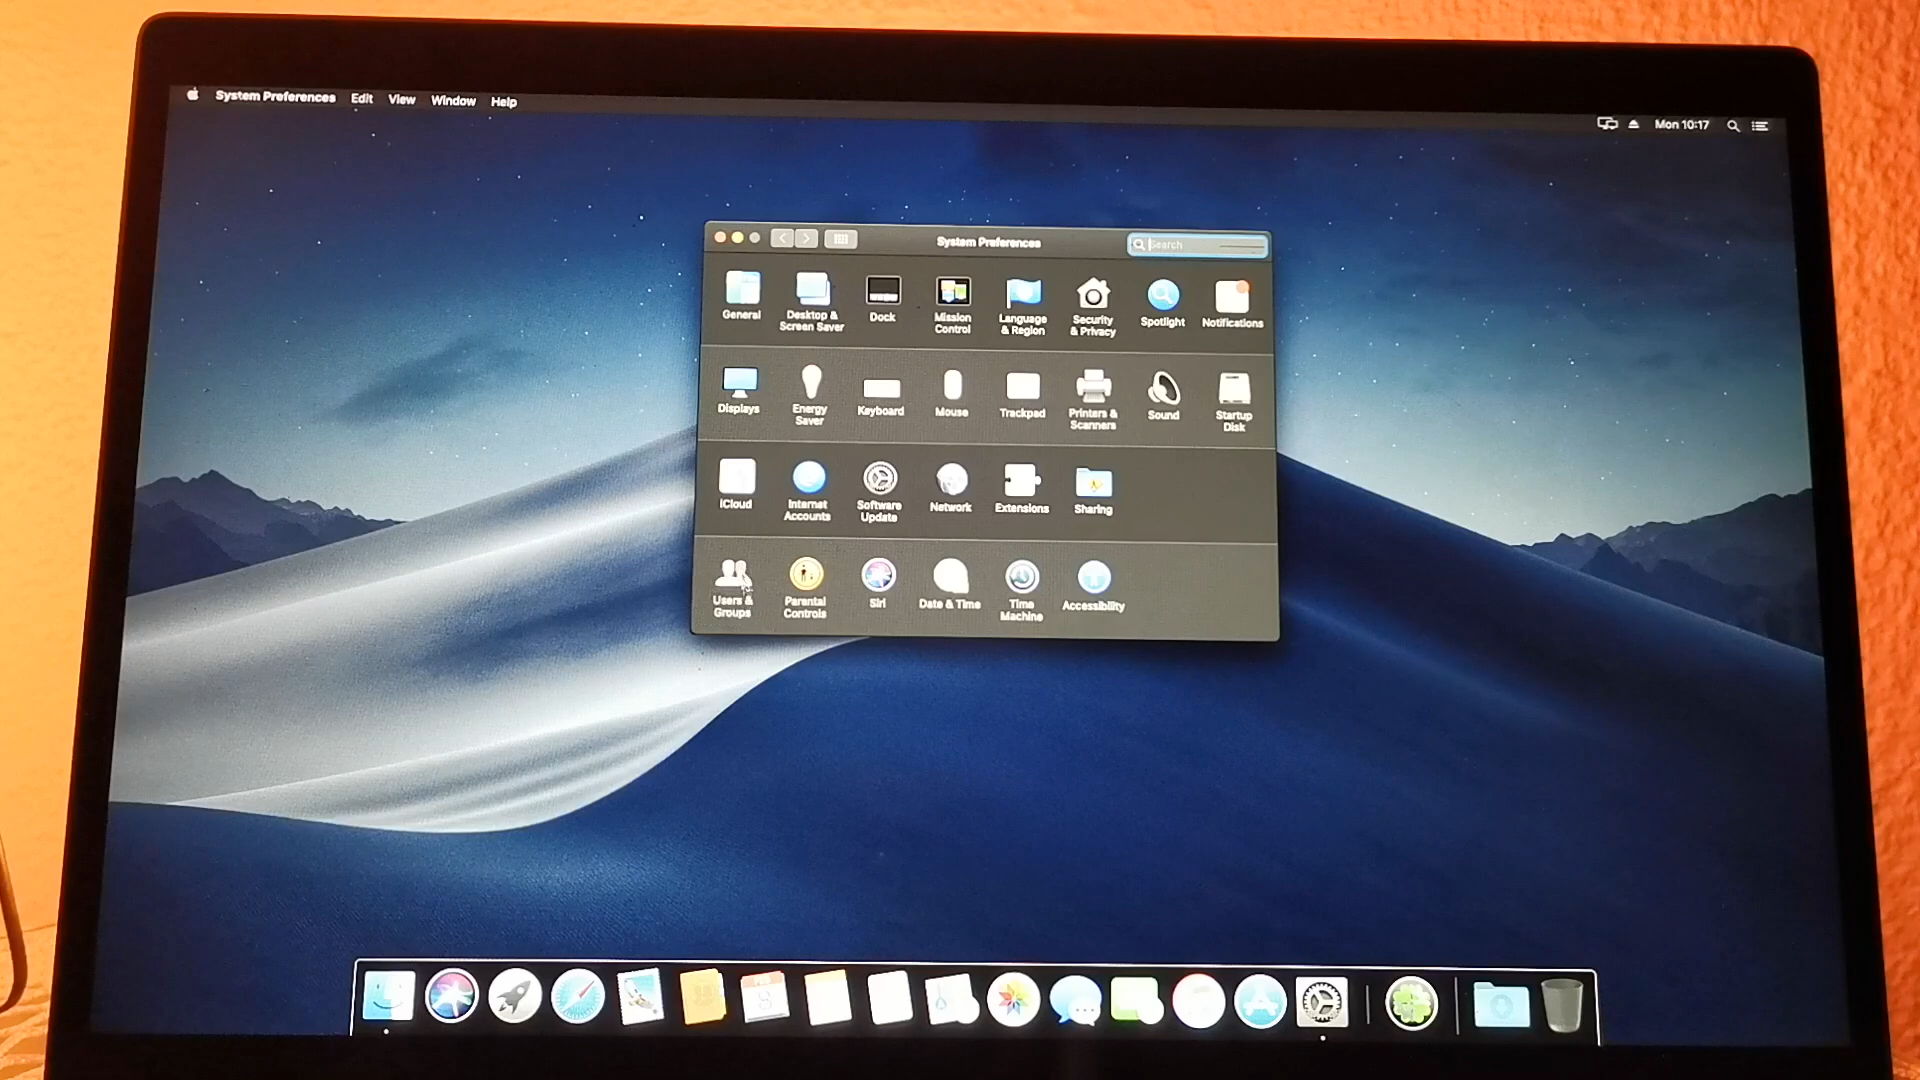 System Preferences Edit View Window Help
Mon 10:17
System Preferences
Search
General
Desktop & Screen Saver
Dock
Mission Control
Language & Region
Security & Privacy
Spotlight
Notifications
Displays
Energy Saver
Keyboard
Mouse
Trackpad
Printers & Scanners
Sound
Startup Disk
iCloud
Internet Accounts
Software Update
Network
Extensions
Sharing
Users & Groups
Parental Controls
Siri
Date & Time
Time Machine
Accessibility